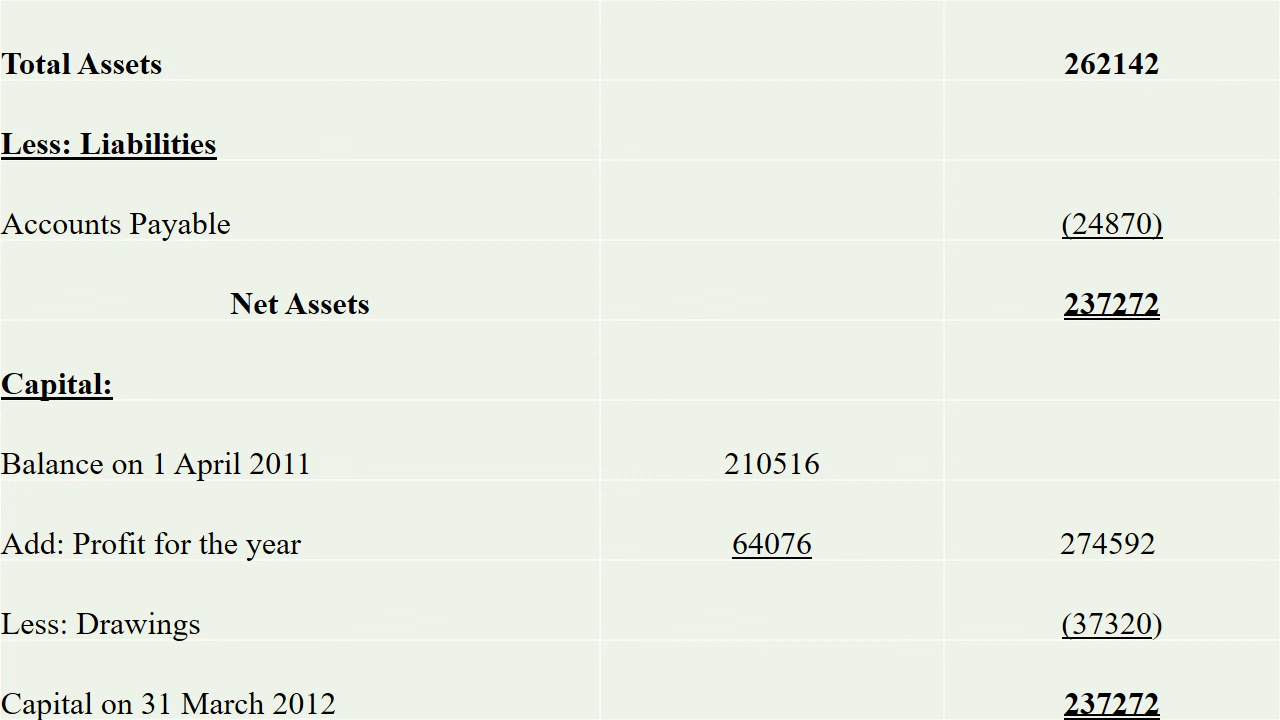 Total Assets 262142
Less: Liabilities
Accounts Payable (24870)
Net Assets 237272
Capital:
Balance on 1 April 2011 210516
Add: Profit for the year 64076 274592
Less: Drawings (37320)
Capital on 31 March 2012 237272